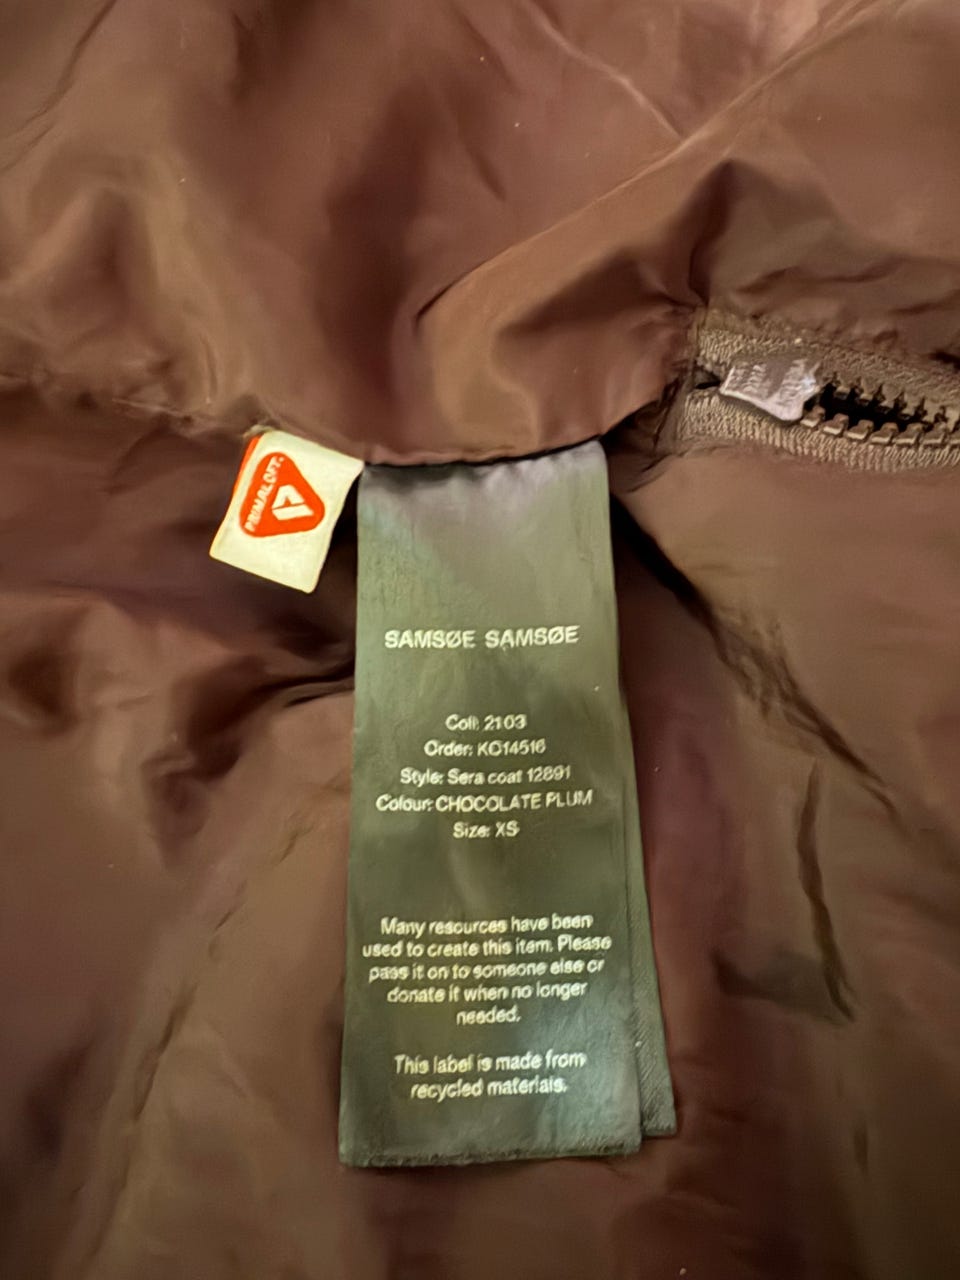 PRIMALOFT
SAMSØE SAMSØE
Coll: 2103
Order: KC14516
Style: Sera coat 12891
Colour: CHOCOLATE PLUM
Size: XS
Many resources have been
used to create this item. Please
pass it on to someone else or
donate it when no longer
needed.
This label is made from
recycled materials.